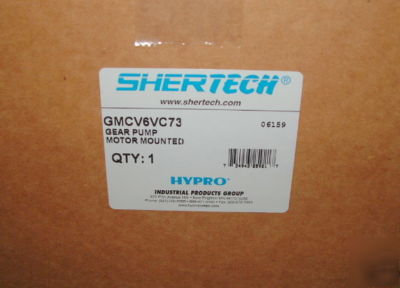 SHERTECH®
www.shertech.com
GMCV6VC73 06159
GEAR PUMP
MOTOR MOUNTED
QTY: 1
HYPRO®
INDUSTRIAL PRODUCTS GROUP